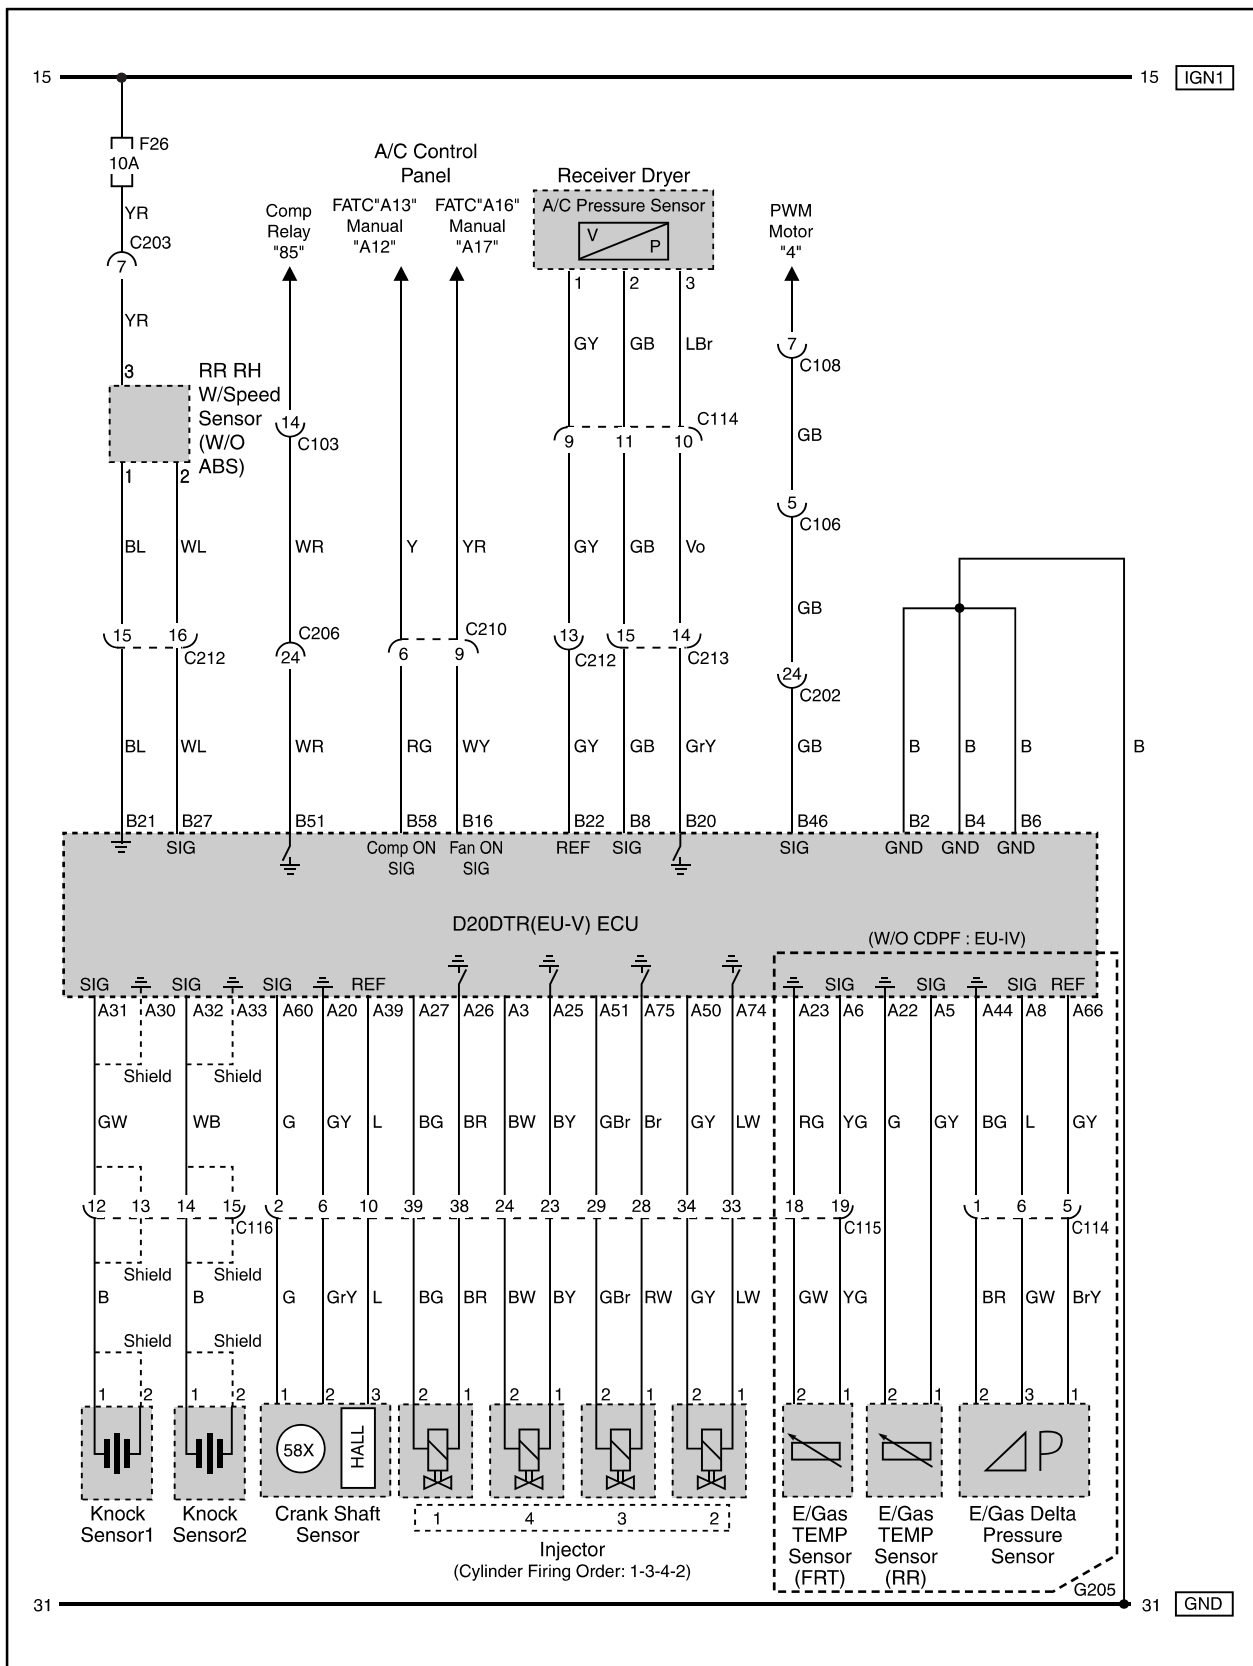 15 15 IGN1
F26
10A
YR
C203
7
YR
3
RR RH
W/Speed
Sensor
(W/O
ABS)
1 2
Comp
Relay
"85"
A/C Control
Panel
FATC"A13" FATC"A16"
Manual Manual
"A12" "A17"
Receiver Dryer
A/C Pressure Sensor
V P
1 2 3
GY GB LBr
PWM
Motor
"4"
7
C108
14
C103
C114
9 11 10
GB
5
C106
BL WL WR Y YR GY GB Vo
GB
15 16
C212
C206
24
C210
6 9
13
C212
15 14
C213
24
C202
BL WL WR RG WY GY GB GrY GB B B B B
B21 B27 B51 B58 B16 B22 B8 B20 B46 B2 B4 B6
SIG Comp ON Fan ON REF SIG SIG GND GND GND
SIG SIG
D20DTR(EU-V) ECU
(W/O CDPF : EU-IV)
SIG SIG SIG REF SIG SIG SIG REF
A31 A30 A32 A33 A60 A20 A39 A27 A26 A3 A25 A51 A75 A50 A74 A23 A6 A22 A5 A44 A8 A66
Shield Shield
GW WB G GY L BG BR BW BY GBr Br GY LW RG YG G GY BG L GY
12 13 14 15 2 6 10 39 38 24 23 29 28 34 33 18 19 1 6 5
C116 C115 C114
Shield Shield
B B G GrY L BG BR BW BY GBr RW GY LW GW YG BR GW BrY
Shield Shield
1 2 1 2 1 2 3 2 1 2 1 2 1 2 1 2 1 2 1 2 3 1
58X HALL P
Knock
Sensor1
Knock
Sensor2
Crank Shaft
Sensor
1 4 3 2
Injector
(Cylinder Firing Order: 1-3-4-2)
E/Gas
TEMP
Sensor
(FRT)
E/Gas
TEMP
Sensor
(RR)
E/Gas Delta
Pressure
Sensor
G205
31 31 GND